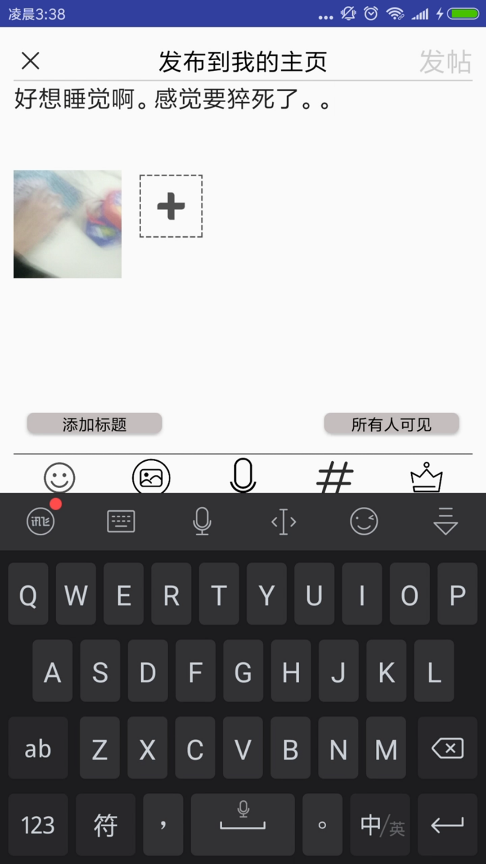 凌晨3:38
发布到我的主页
发帖
好想睡觉啊。感觉要猝死了。。
添加标题
所有人可见
Q W E R T Y U I O P
A S D F G H J K L
ab Z X C V B N M
123 符 ， 。 中/英